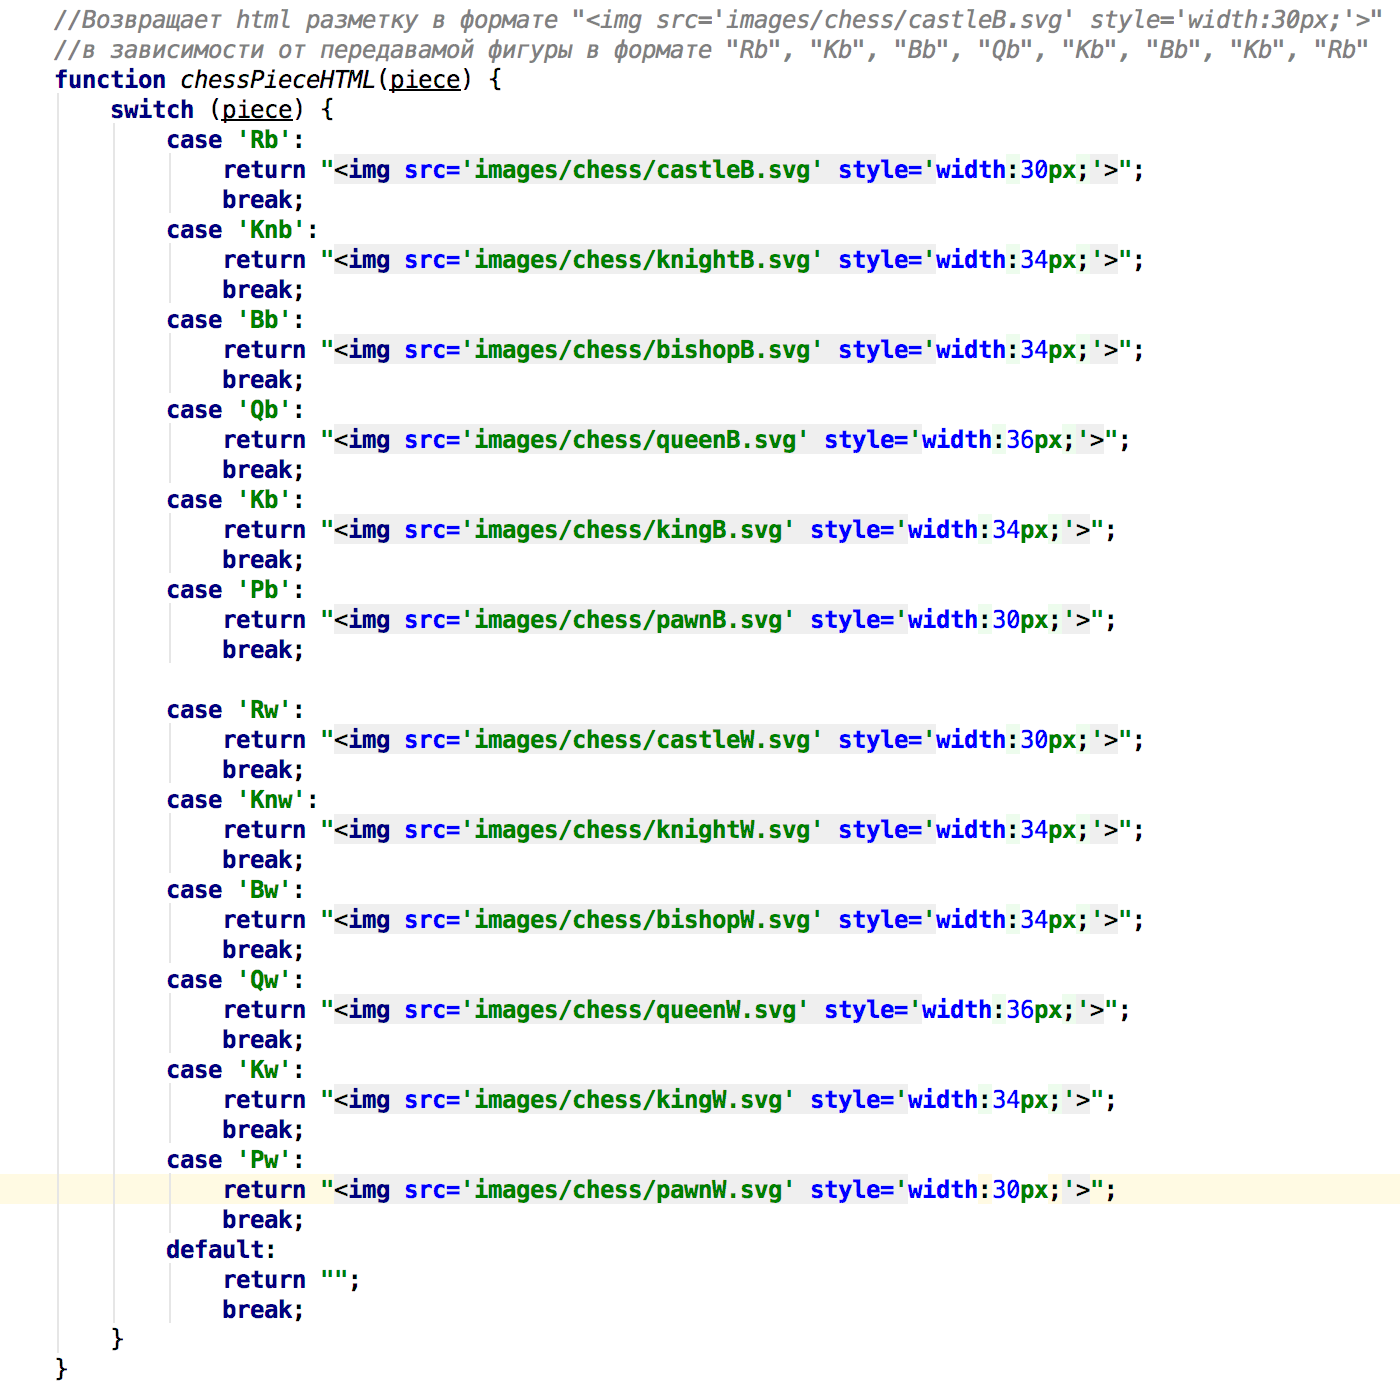 //Возвращает html разметку в формате "<img src='images/chess/castleB.svg' style='width:30px;'>"
//в зависимости от передавамой фигуры в формате "Rb", "Kb", "Bb", "Qb", "Kb", "Bb", "Kb", "Rb"
function chessPieceHTML(piece) {
switch (piece) {
case 'Rb':
return "<img src='images/chess/castleB.svg' style='width:30px;'>";
break;
case 'Knb':
return "<img src='images/chess/knightB.svg' style='width:34px;'>";
break;
case 'Bb':
return "<img src='images/chess/bishopB.svg' style='width:34px;'>";
break;
case 'Qb':
return "<img src='images/chess/queenB.svg' style='width:36px;'>";
break;
case 'Kb':
return "<img src='images/chess/kingB.svg' style='width:34px;'>";
break;
case 'Pb':
return "<img src='images/chess/pawnB.svg' style='width:30px;'>";
break;
case 'Rw':
return "<img src='images/chess/castleW.svg' style='width:30px;'>";
break;
case 'Knw':
return "<img src='images/chess/knightW.svg' style='width:34px;'>";
break;
case 'Bw':
return "<img src='images/chess/bishopW.svg' style='width:34px;'>";
break;
case 'Qw':
return "<img src='images/chess/queenW.svg' style='width:36px;'>";
break;
case 'Kw':
return "<img src='images/chess/kingW.svg' style='width:34px;'>";
break;
case 'Pw':
return "<img src='images/chess/pawnW.svg' style='width:30px;'>";
break;
default:
return "";
break;
}
}